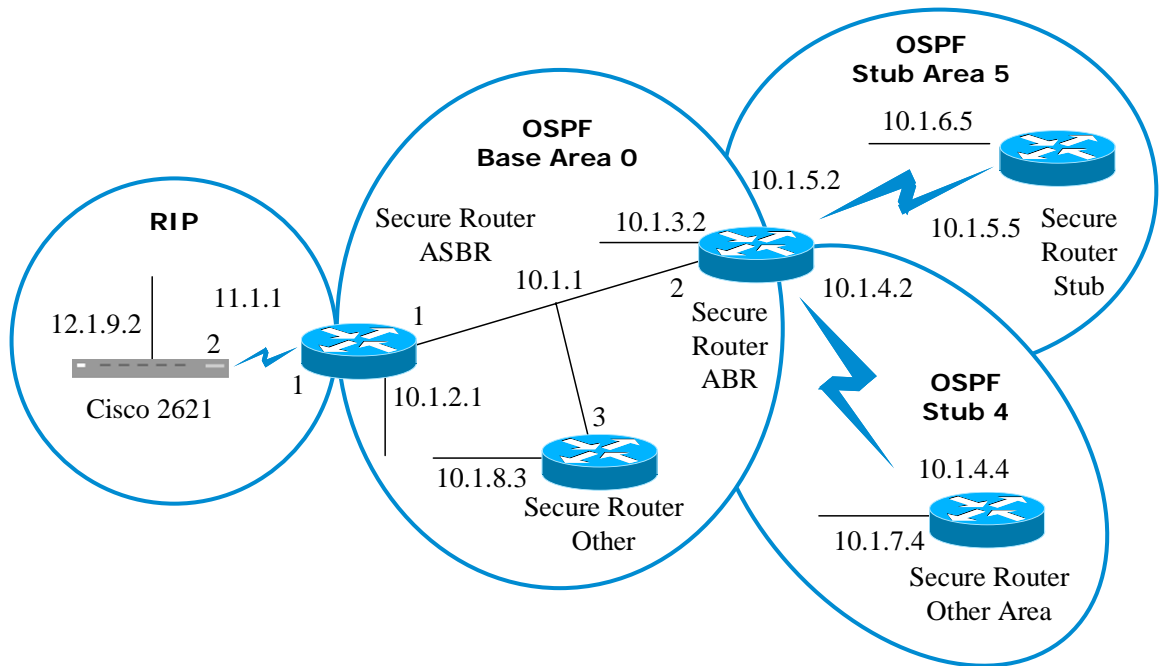 RIP
11.1.1
12.1.9.2
2
1
Cisco 2621
OSPF
Base Area 0
Secure Router
ASBR
10.1.3.2
10.1.1
1
2
10.1.2.1
3
10.1.8.3
Secure Router
Other
Secure
Router
ABR
OSPF
Stub Area 5
10.1.6.5
10.1.5.2
10.1.5.5
Secure
Router
Stub
10.1.4.2
OSPF
Stub 4
10.1.4.4
10.1.7.4
Secure Router
Other Area